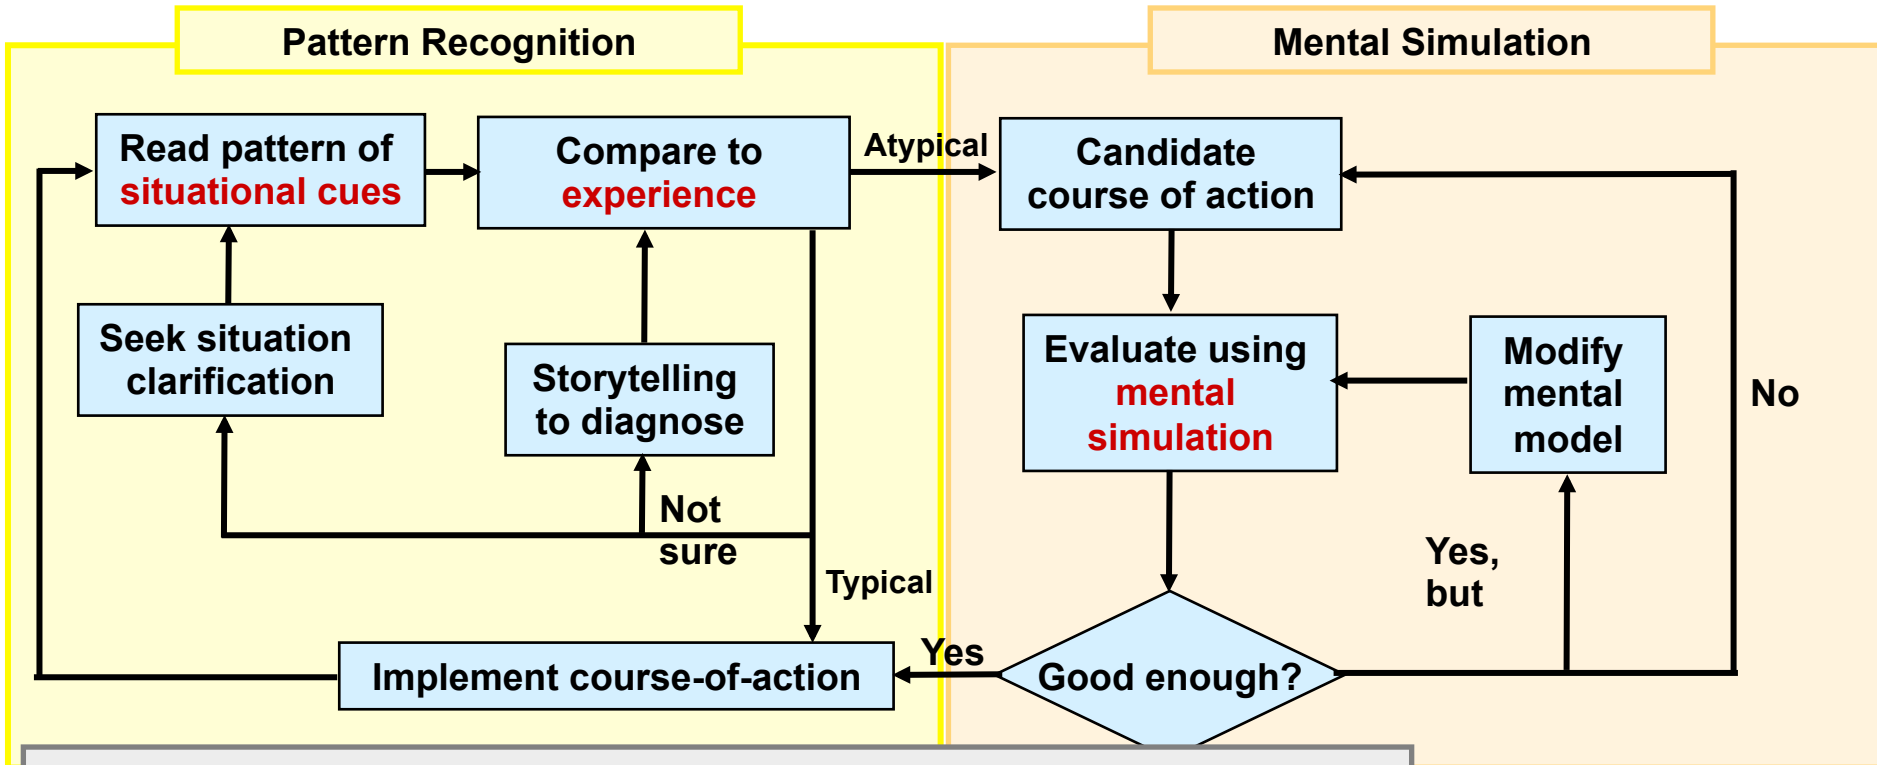 Pattern Recognition
Mental Simulation
Read pattern of
situational cues
Compare to
experience
Atypical
Candidate
course of action
Seek situation
clarification
Storytelling
to diagnose
Evaluate using
mental
simulation
Modify
mental
model
No
Not
sure
Yes,
but
Typical
Implement course-of-action
Yes
Good enough?